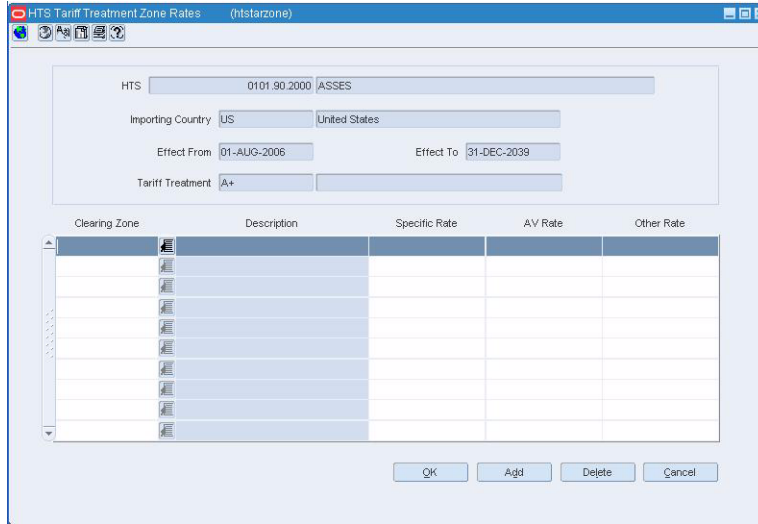 HTS Tariff Treatment Zone Rates (htstarzone)
HTS 0101.90.2000 ASSES
Importing Country US United States
Effect From 01-AUG-2006 Effect To 31-DEC-2039
Tariff Treatment A+
Clearing Zone Description Specific Rate AV Rate Other Rate
OK Add Delete Cancel